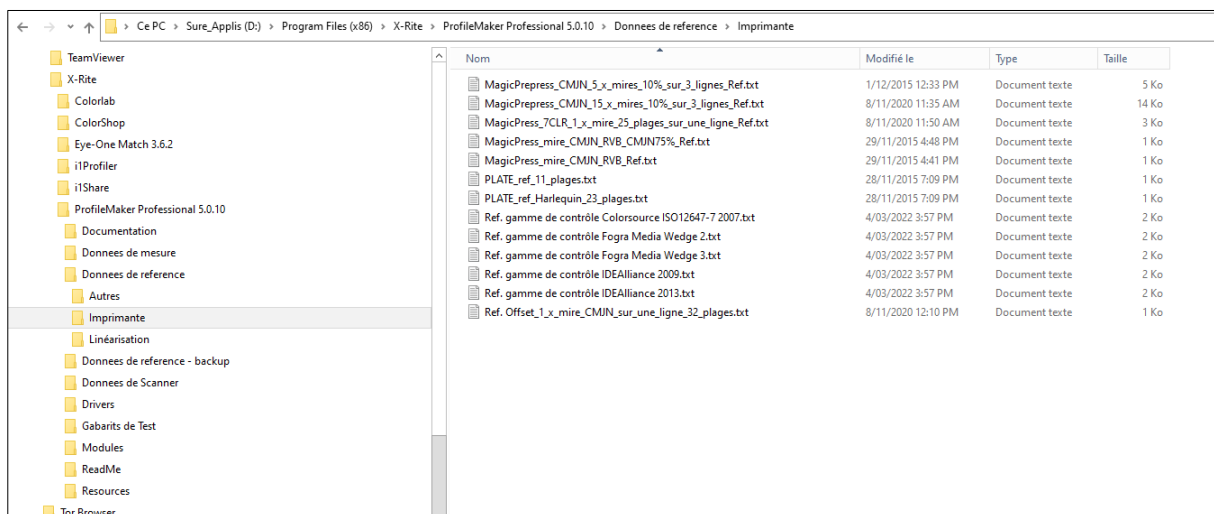 Ce PC > Sure_Applis (D:) > Program Files (x86) > X-Rite > ProfileMaker Professional 5.0.10 > Donnees de reference > Imprimante
TeamViewer
X-Rite
Colorlab
ColorShop
Eye-One Match 3.6.2
i1Profiler
i1Share
ProfileMaker Professional 5.0.10
Documentation
Donnees de mesure
Donnees de reference
Autres
Imprimante
Linéarisation
Donnees de reference - backup
Donnees de Scanner
Drivers
Gabarits de Test
Modules
ReadMe
Resources
Tor Browser
Nom Modifié le Type Taille
MagicPrepress_CMJN_5_x_mires_10%_sur_3_lignes_Ref.txt 1/12/2015 12:33 PM Document texte 5 Ko
MagicPrepress_CMJN_15_x_mires_10%_sur_3_lignes_Ref.txt 8/11/2020 11:35 AM Document texte 14 Ko
MagicPress_7CLR_1_x_mire_25_plages_sur_une_ligne_Ref.txt 8/11/2020 11:50 AM Document texte 3 Ko
MagicPress_mire_CMJN_RVB_CMJN75%_Ref.txt 29/11/2015 4:48 PM Document texte 1 Ko
MagicPress_mire_CMJN_RVB_Ref.txt 29/11/2015 4:41 PM Document texte 1 Ko
PLATE_ref_11_plages.txt 28/11/2015 7:09 PM Document texte 1 Ko
PLATE_ref_Harlequin_23_plages.txt 28/11/2015 7:09 PM Document texte 1 Ko
Ref. gamme de contrôle Colorsource ISO12647-7 2007.txt 4/03/2022 3:57 PM Document texte 2 Ko
Ref. gamme de contrôle Fogra Media Wedge 2.txt 4/03/2022 3:57 PM Document texte 2 Ko
Ref. gamme de contrôle Fogra Media Wedge 3.txt 4/03/2022 3:57 PM Document texte 2 Ko
Ref. gamme de contrôle IDEAlliance 2009.txt 4/03/2022 3:57 PM Document texte 2 Ko
Ref. gamme de contrôle IDEAlliance 2013.txt 4/03/2022 3:57 PM Document texte 2 Ko
Ref. Offset_1_x_mire_CMJN_sur_une_ligne_32_plages.txt 8/11/2020 12:10 PM Document texte 1 Ko